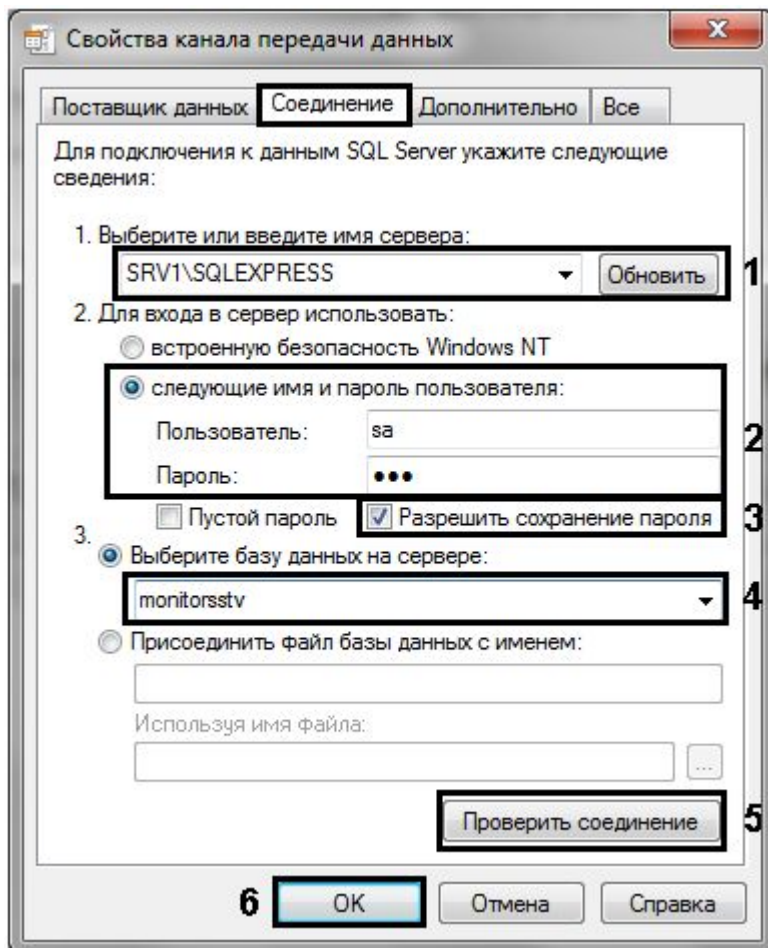 Свойства канала передачи данных
Поставщик данных Соединение Дополнительно Все
Для подключения к данным SQL Server укажите следующие
сведения:
1. Выберите или введите имя сервера:
SRV1\SQLEXPRESS Обновить 1
2. Для входа в сервер использовать:
встроенную безопасность Windows NT
следующие имя и пароль пользователя:
Пользователь: sa
2
Пароль: ●●●
Пустой пароль Разрешить сохранение пароля 3
3.
Выберите базу данных на сервере:
monitorsstv 4
Присоединить файл базы данных с именем:
Используя имя файла:
...
Проверить соединение 5
6 OK Отмена Справка